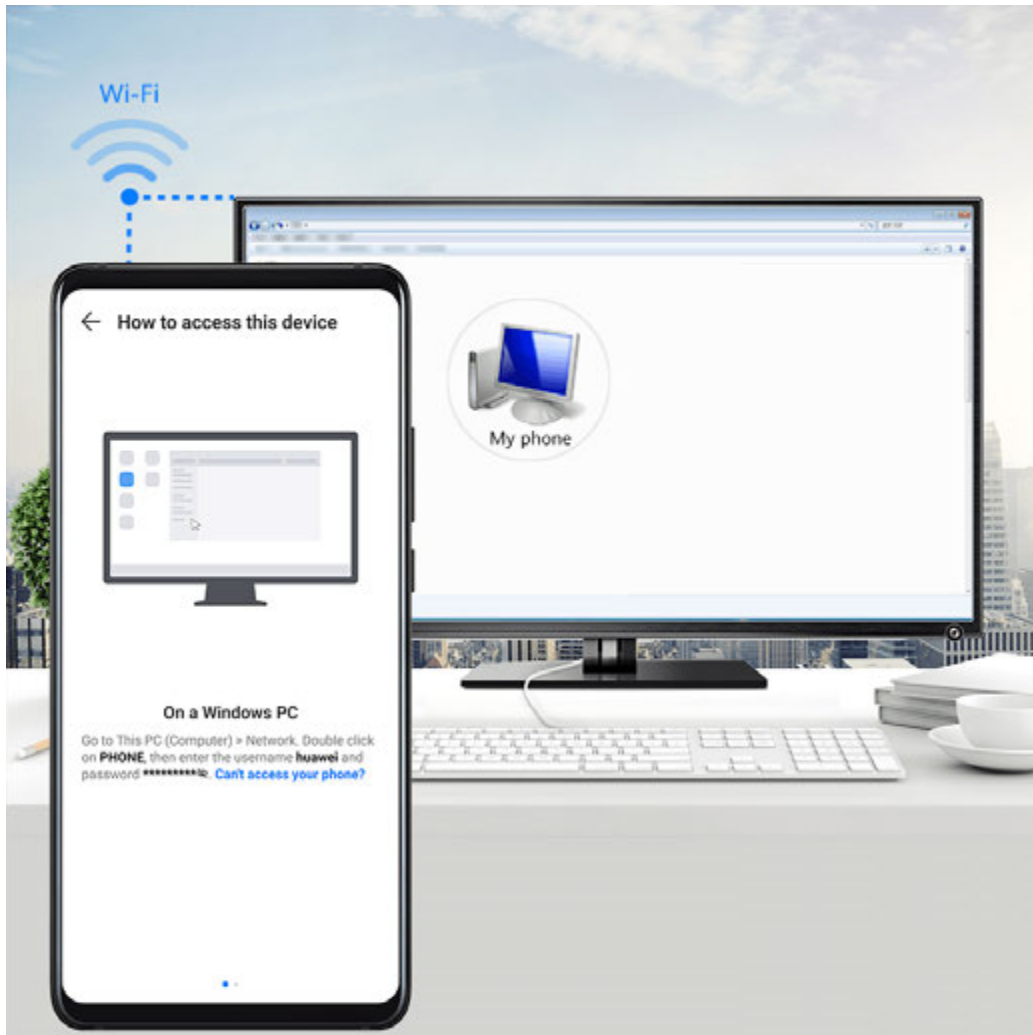 Wi-Fi
How to access this device
My phone
On a Windows PC
Go to This PC (Computer) > Network. Double click
on PHONE, then enter the username huawei and
password *********. Can't access your phone?